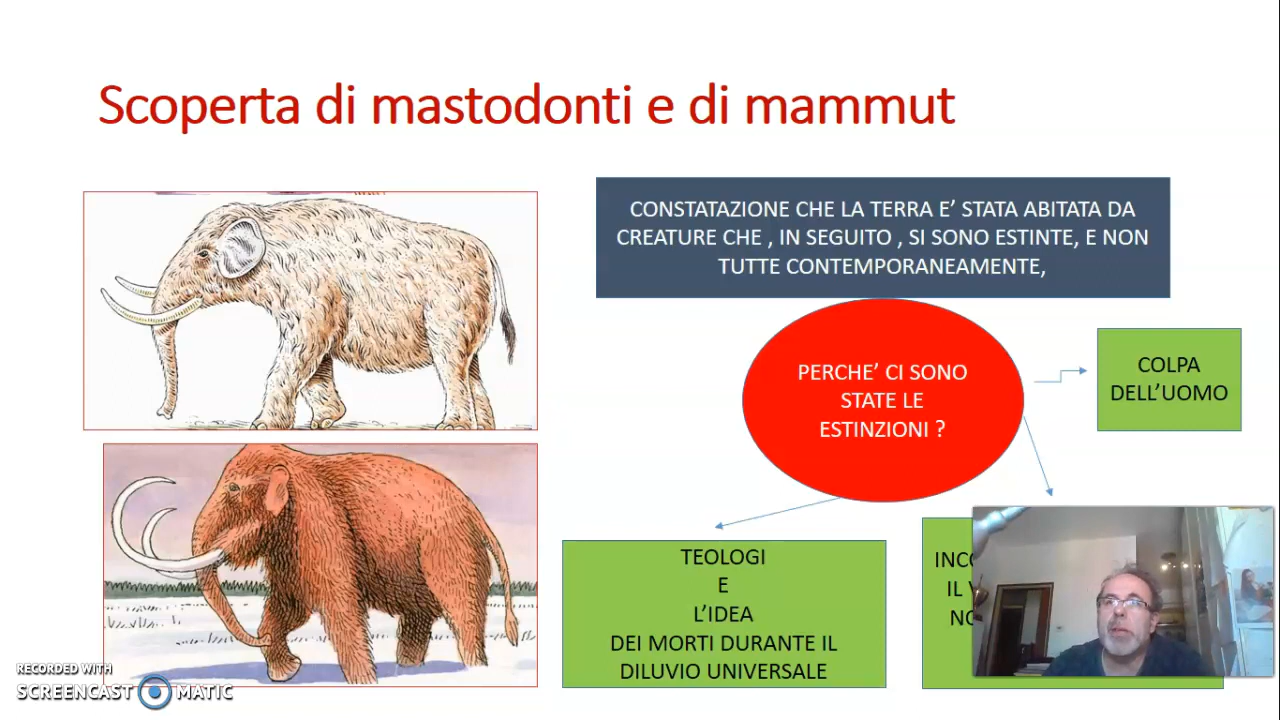 Scoperta di mastodonti e di mammut
CONSTATAZIONE CHE LA TERRA E’ STATA ABITATA DA
CREATURE CHE , IN SEGUITO , SI SONO ESTINTE, E NON
TUTTE CONTEMPORANEAMENTE,
PERCHE’ CI SONO
STATE LE
ESTINZIONI ?
COLPA
DELL’UOMO
TEOLOGI
E
L’IDEA
DEI MORTI DURANTE IL
DILUVIO UNIVERSALE
IL
RECORDED WITH
SCREENCAST MATIC